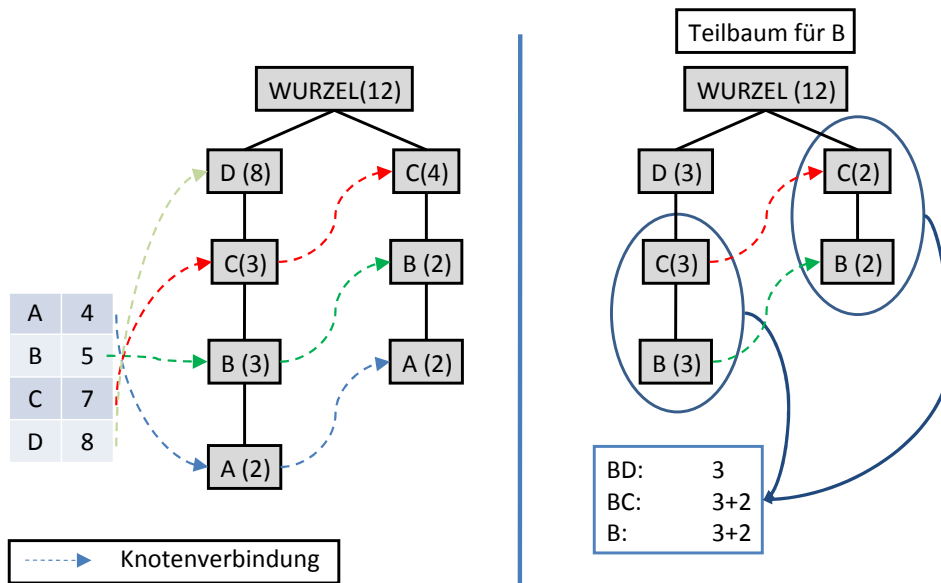 WURZEL(12)
D (8)
C(4)
C(3)
B (2)
B (3)
A (2)
A (2)
A 4
B 5
C 7
D 8
Knotenverbindung
Teilbaum für B
WURZEL (12)
D (3)
C(2)
C(3)
B (2)
B (3)
BD: 3
BC: 3+2
B: 3+2